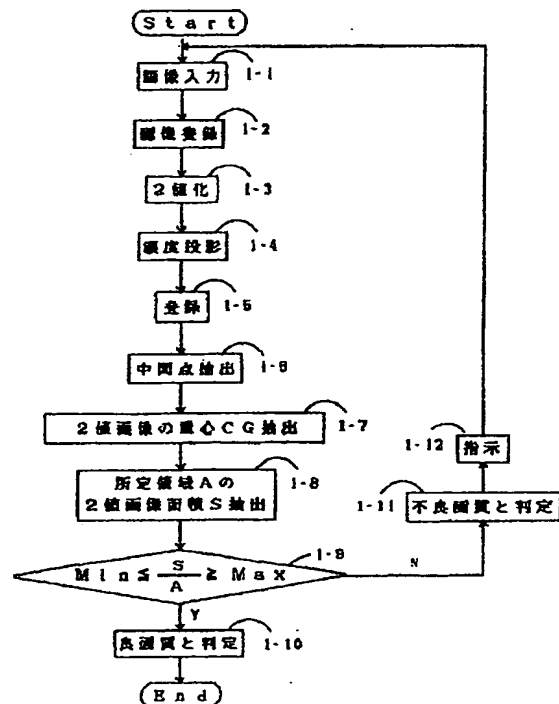 Start
画像入力
1-1
画像登録
1-2
2値化
1-3
濃度投影
1-4
登録
1-5
中間点抽出
1-6
2値画像の重心CG抽出
1-7
所定領域Aの
2値画像面積S抽出
1-8
Min≦S/A≧Max
1-9
N
Y
良画質と判定
1-10
End
不良画質と判定
1-11
指示
1-12